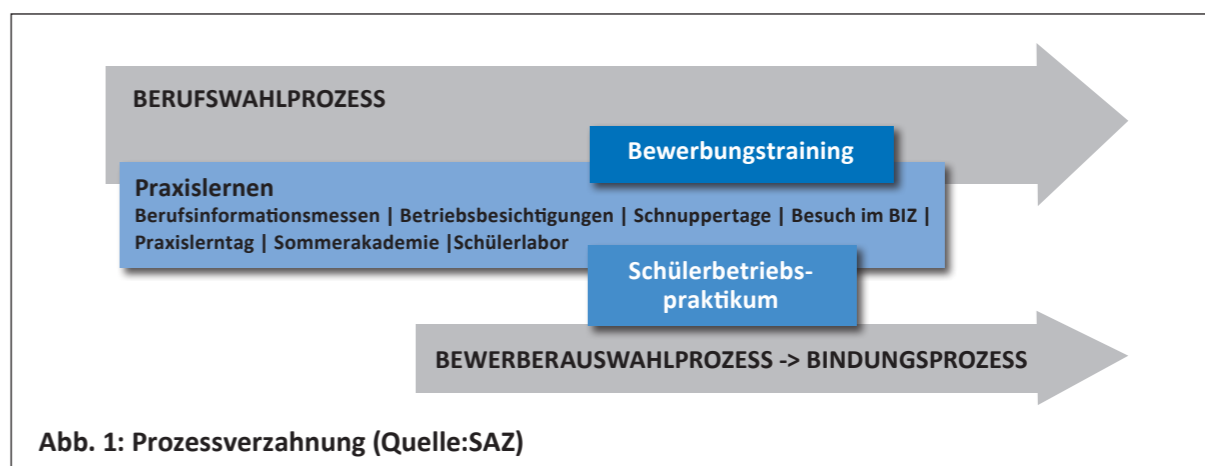 BERUFSWAHLPROZESS
Bewerbungstraining
Praxislernen
Berufsinformationsmessen | Betriebsbesichtigungen | Schnuppertage | Besuch im BIZ |
Praxislerntag | Sommerakademie |Schülerlabor
Schülerbetriebs-
praktikum
BEWERBERAUSWAHLPROZESS -> BINDUNGSPROZESS
Abb. 1: Prozessverzahnung (Quelle:SAZ)